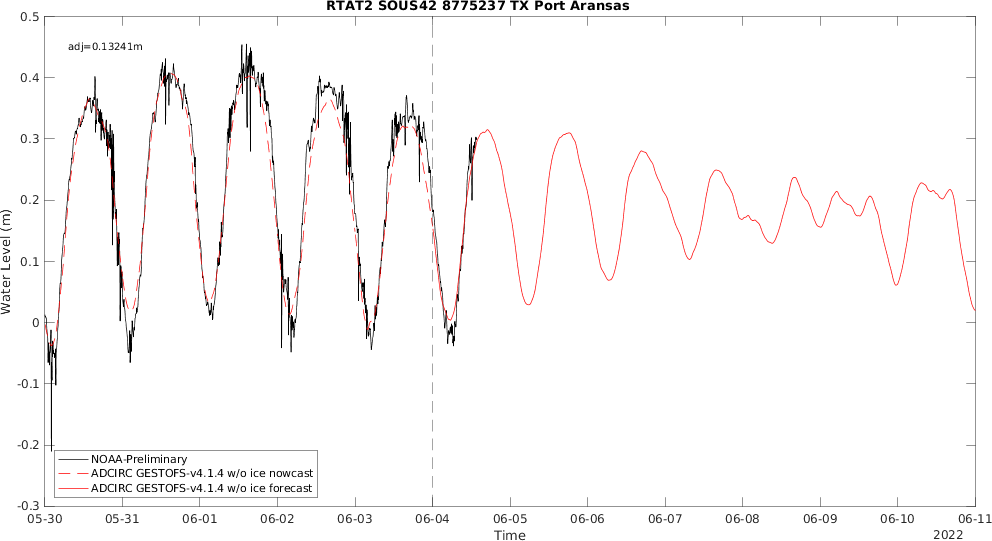 RTAT2 SOUS42 8775237 TX Port Aransas
adj=0.13241m
0.5
0.4
0.3
0.2
0.1
0
-0.1
-0.2
-0.3
Water Level (m)
NOAA-Preliminary
ADCIRC GESTOFS-v4.1.4 w/o ice nowcast
ADCIRC GESTOFS-v4.1.4 w/o ice forecast
05-30 05-31 06-01 06-02 06-03 06-04 06-05 06-06 06-07 06-08 06-09 06-10 06-11
Time
2022